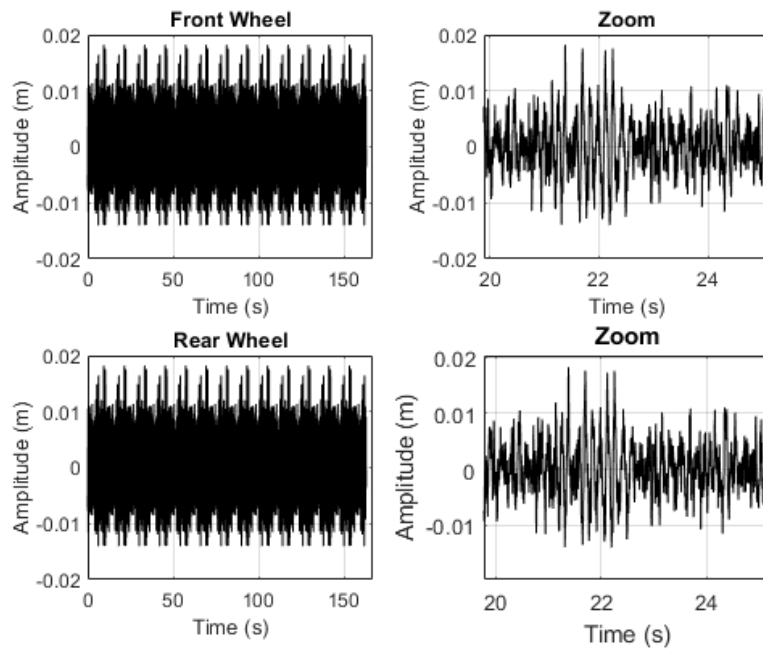 Front Wheel
0.02
0.01
0
-0.01
-0.02
Amplitude (m)
0 50 100 150
Time (s)
Zoom
0.02
0.01
0
-0.01
-0.02
Amplitude (m)
20 22 24
Time (s)
Rear Wheel
0.02
0.01
0
-0.01
-0.02
Amplitude (m)
0 50 100 150
Time (s)
Zoom
0.02
0.01
0
-0.01
Amplitude (m)
20 22 24
Time (s)